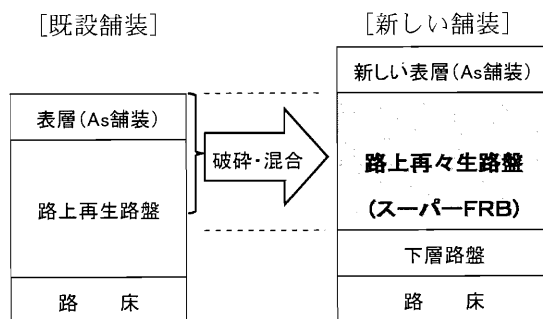 [既設舗装]
表層(As舗装)
路上再生路盤
路 床
破砕・混合
[新しい舗装]
新しい表層(As舗装)
路上再々生路盤
(スーパーFRB)
下層路盤
路 床